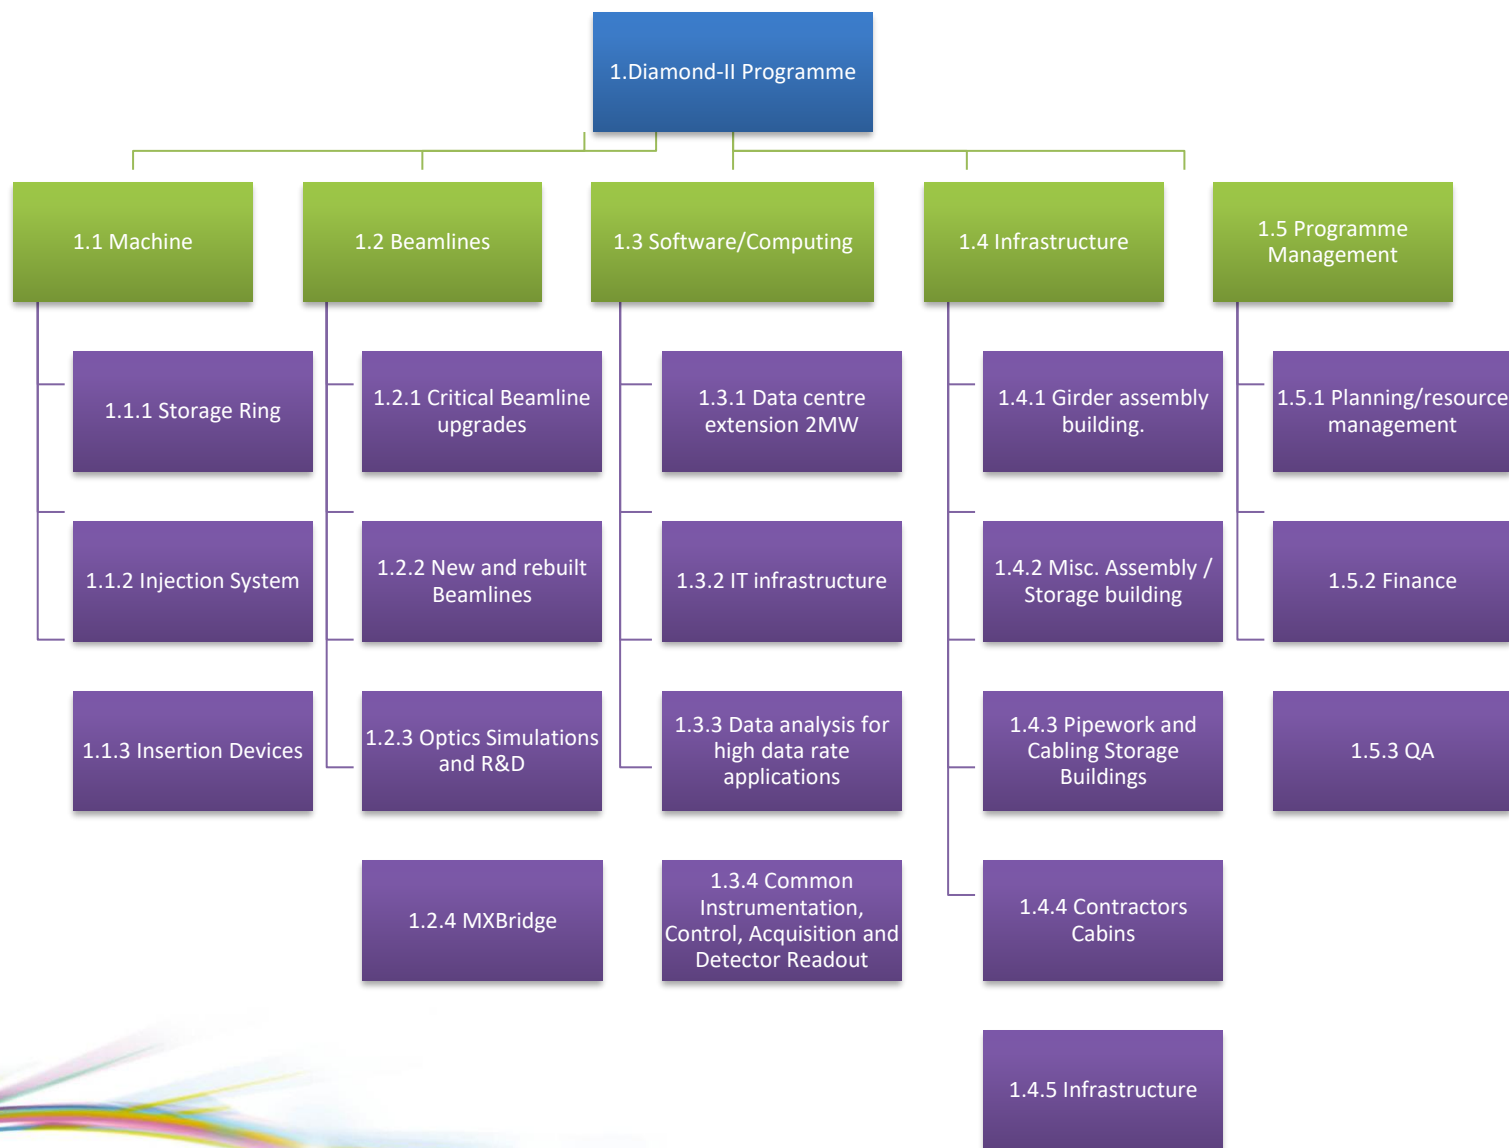 1.Diamond-II Programme
1.1 Machine
1.2 Beamlines
1.3 Software/Computing
1.4 Infrastructure
1.5 Programme
Management
1.1.1 Storage Ring
1.2.1 Critical Beamline
upgrades
1.3.1 Data centre
extension 2MW
1.4.1 Girder assembly
building.
1.5.1 Planning/resource
management
1.1.2 Injection System
1.2.2 New and rebuilt
Beamlines
1.3.2 IT infrastructure
1.4.2 Misc. Assembly /
Storage building
1.5.2 Finance
1.1.3 Insertion Devices
1.2.3 Optics Simulations
and R&D
1.3.3 Data analysis for
high data rate
applications
1.4.3 Pipework and
Cabling Storage
Buildings
1.5.3 QA
1.2.4 MXBridge
1.3.4 Common
Instrumentation,
Control, Acquisition and
Detector Readout
1.4.4 Contractors
Cabins
1.4.5 Infrastructure